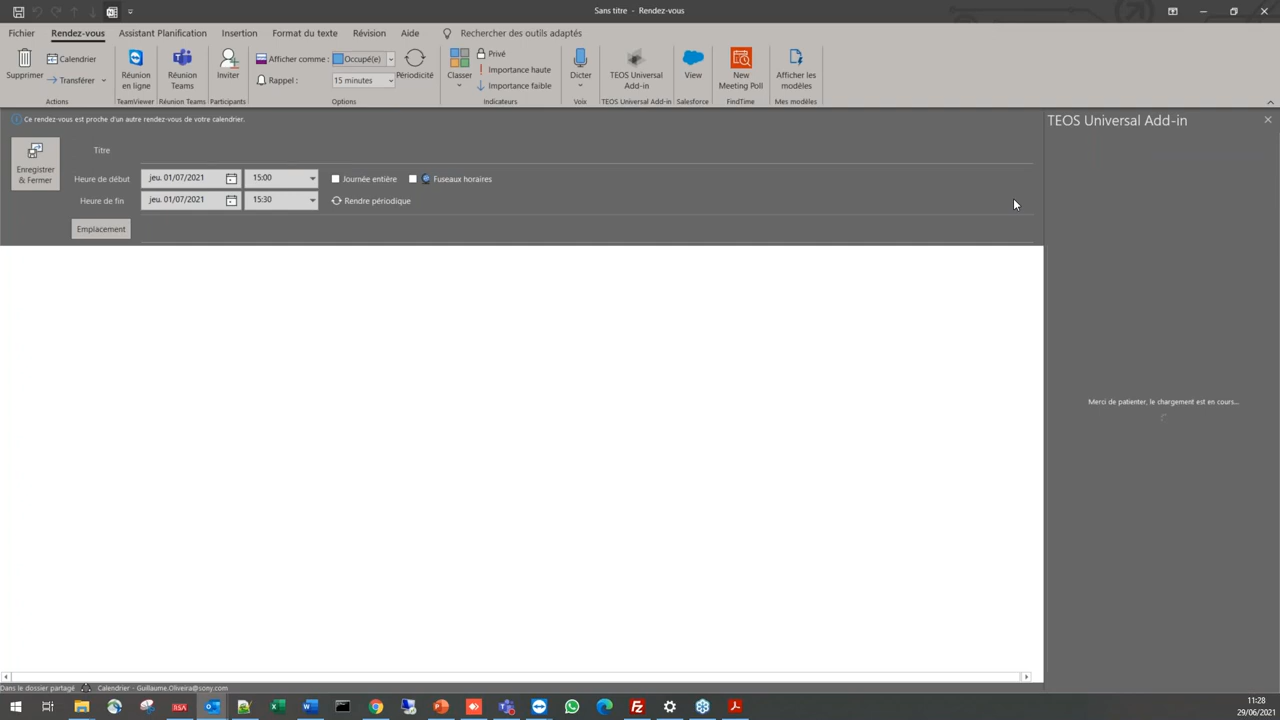 Sans titre - Rendez-vous
Fichier Rendez-vous Assistant Planification Insertion Format du texte Révision Aide Rechercher des outils adaptés
Supprimer
Calendrier
Transférer
Actions
Réunion en ligne
TeamViewer
Réunion Teams
Réunion Teams
Inviter
Participants
Afficher comme : Occupé(e)
Rappel : 15 minutes
Périodicité
Options
Classer
Privé
Importance haute
Importance faible
Indicateurs
Dicter
Voix
TEOS Universal Add-in
TEOS Universal Add-in
View
Salesforce
New Meeting Poll
FindTime
Afficher les modèles
Mes modèles
Ce rendez-vous est proche d'un autre rendez-vous de votre calendrier.
TEOS Universal Add-in
Enregistrer & Fermer
Titre
Heure de début jeu. 01/07/2021 15:00 Journée entière Fuseaux horaires
Heure de fin jeu. 01/07/2021 15:30 Rendre périodique
Emplacement
Merci de patienter, le chargement est en cours...
Dans le dossier partagé Calendrier - Guillaume.Oliveira@sony.com
RSA
11:28
29/06/2021